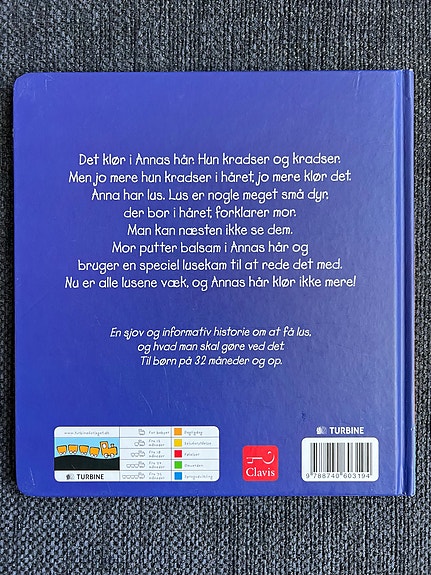 Det klør i Annas hår. Hun kradser og kradser.
Men jo mere hun kradser i håret, jo mere klør det.
Anna har lus. Lus er nogle meget små dyr,
der bor i håret, forklarer mor.
Man kan næsten ikke se dem.
Mor putter balsam i Annas hår og
bruger en speciel lusekam til at rede det med.
Nu er alle lusene væk, og Annas hår klør ikke mere!
En sjov og informativ historie om at få lus,
og hvad man skal gøre ved det.
Til børn på 32 måneder og op.
TURBINE
Clavis
TURBINE
9 788740 603194